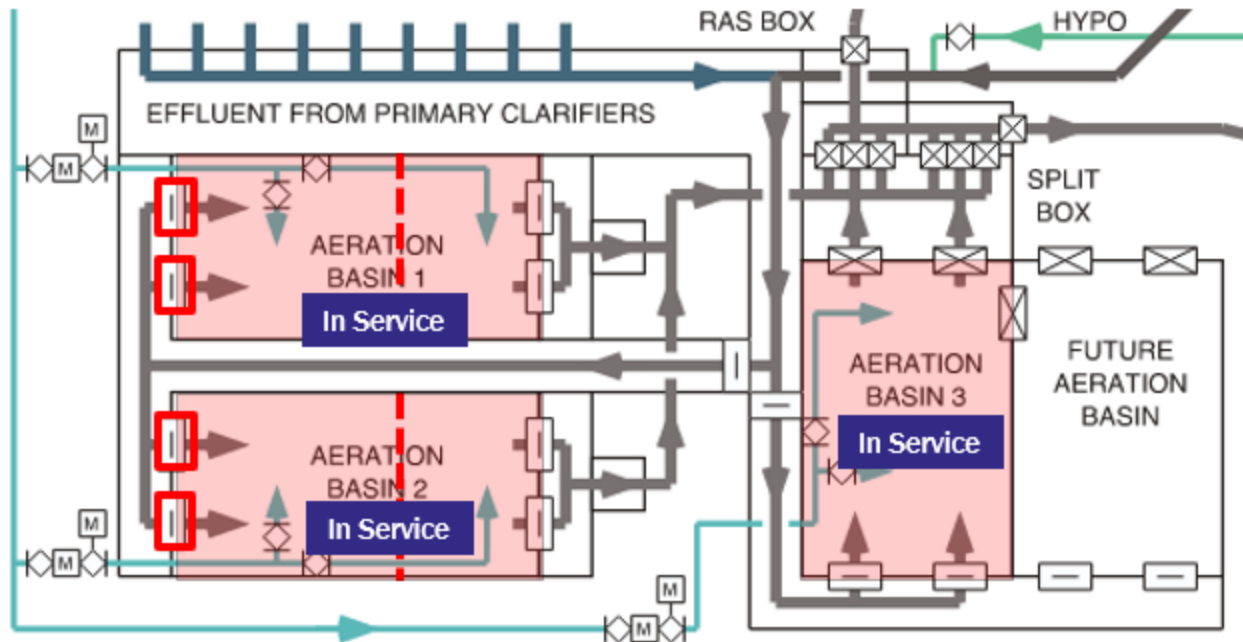 RAS BOX
HYPO
EFFLUENT FROM PRIMARY CLARIFIERS
M
M
SPLIT
BOX
AERATION
BASIN 1
In Service
AERATION
BASIN 3
In Service
FUTURE
AERATION
BASIN
AERATION
BASIN 2
In Service
M
M
M
M